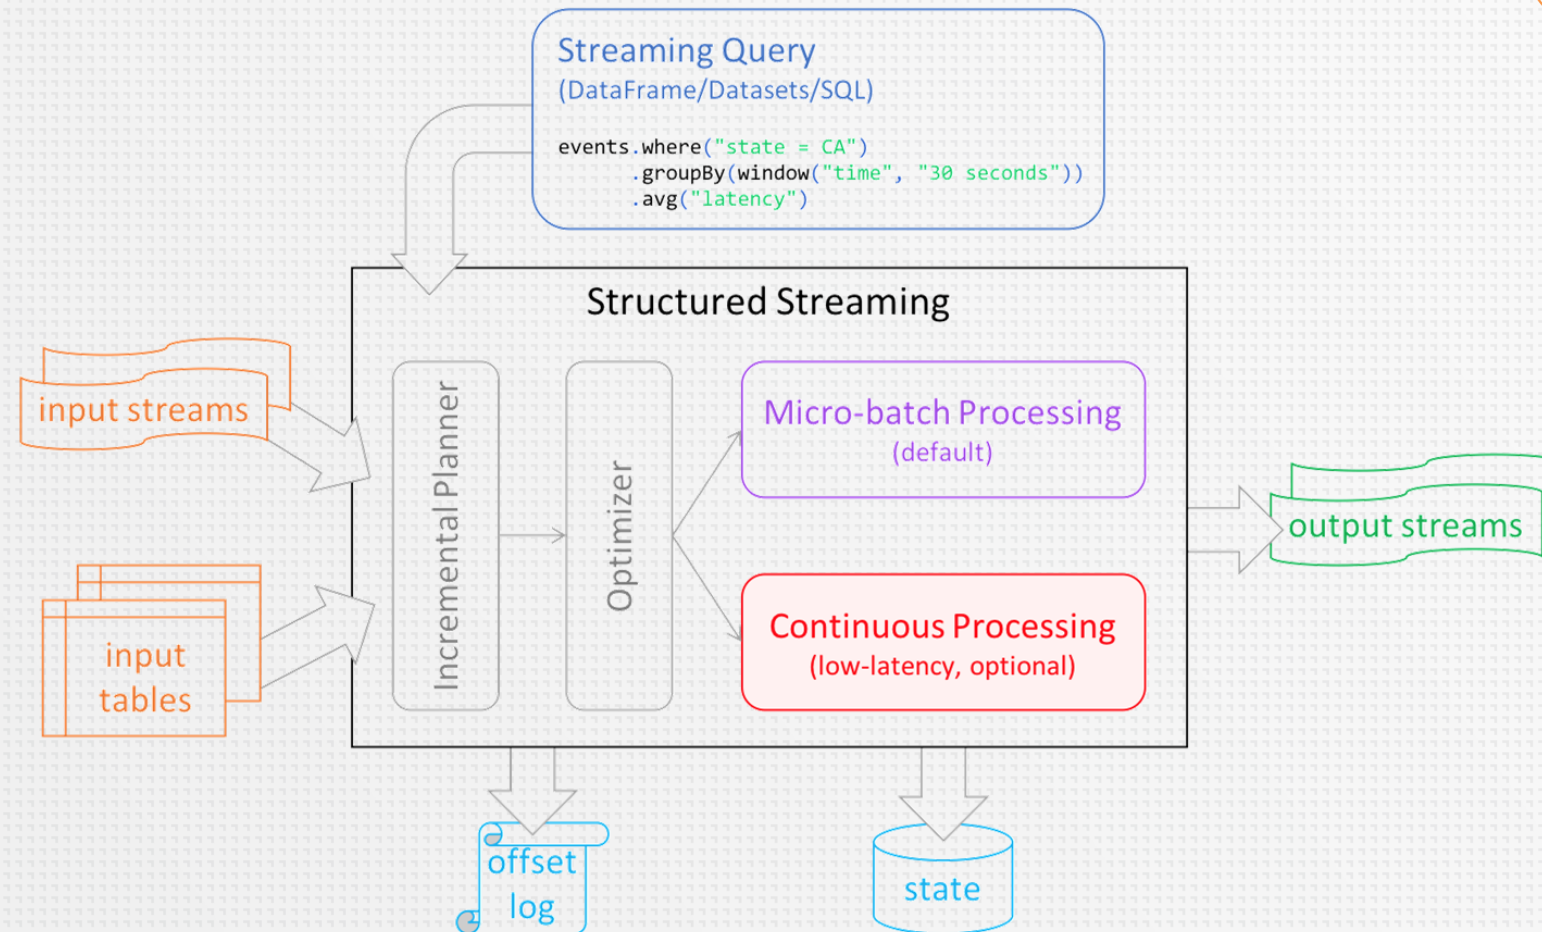 Streaming Query
(DataFrame/Datasets/SQL)
events.where("state = CA")
.groupBy(window("time", "30 seconds"))
.avg("latency")
Structured Streaming
input streams
input
tables
Incremental Planner
Optimizer
Micro-batch Processing
(default)
Continuous Processing
(low-latency, optional)
output streams
offset
log
state